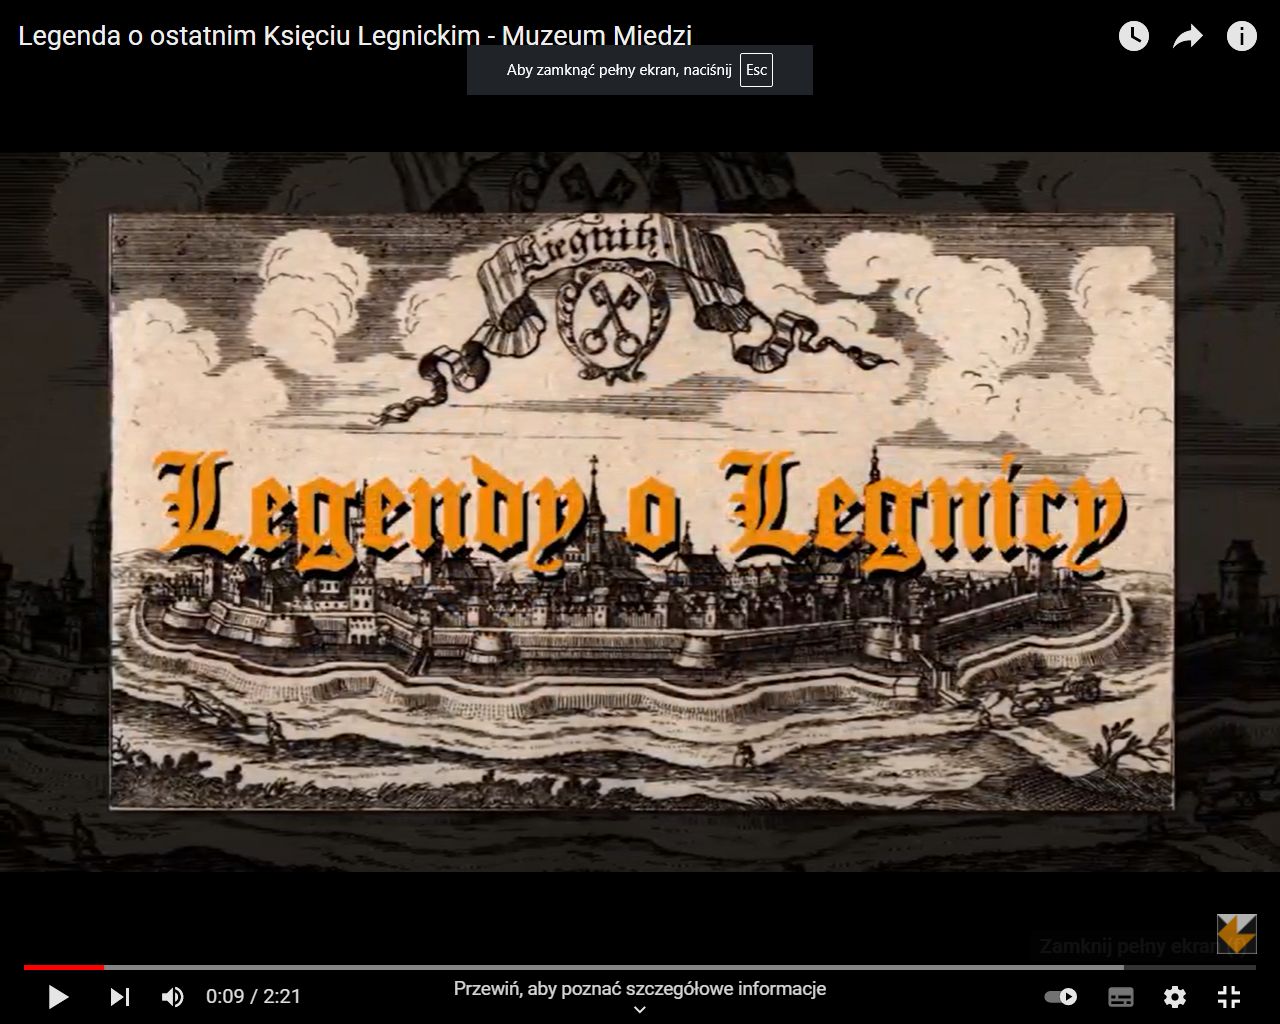 Legenda o ostatnim Księciu Legnickim - Muzeum Miedzi
Aby zamknąć pełny ekran, naciśnij Esc
Liegnitz
Legendy o Legnicy
Zamknij pełny ekran
0:09 / 2:21
Przewiń, aby poznać szczegółowe informacje